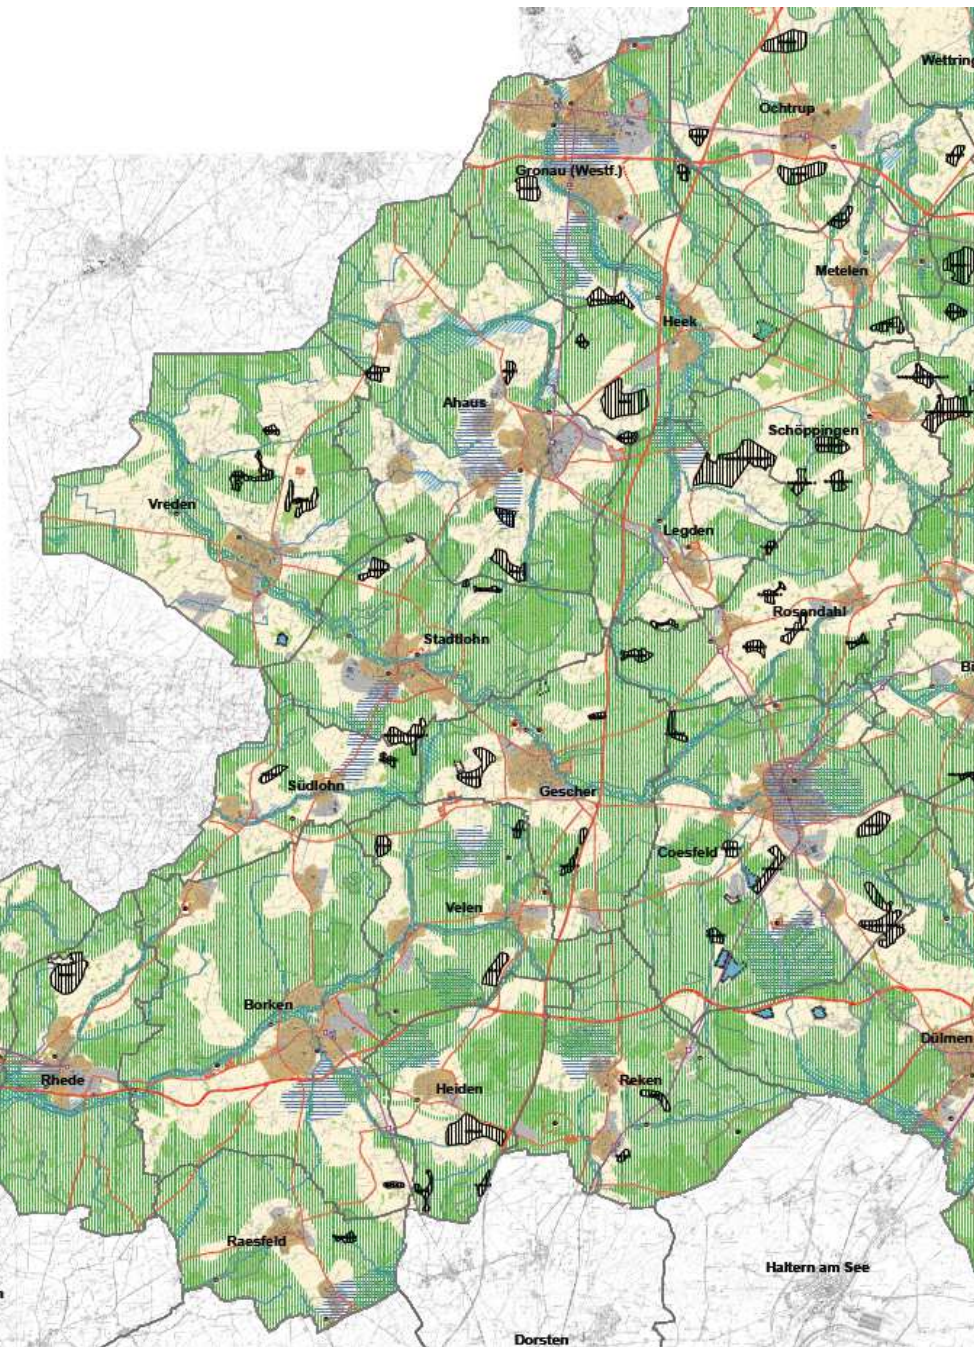 Wettring
Ochtrup
Gronau (Westf.)
Metelen
Heek
Ahaus
Schöppingen
Vreden
Legden
Rosendahl
Stadtlohn
Bi
Südlohn
Gescher
Coesfeld
Velen
Borken
Dülmen
Rhede
Heiden
Reken
Raesfeld
Haltern am See
n
Dorsten